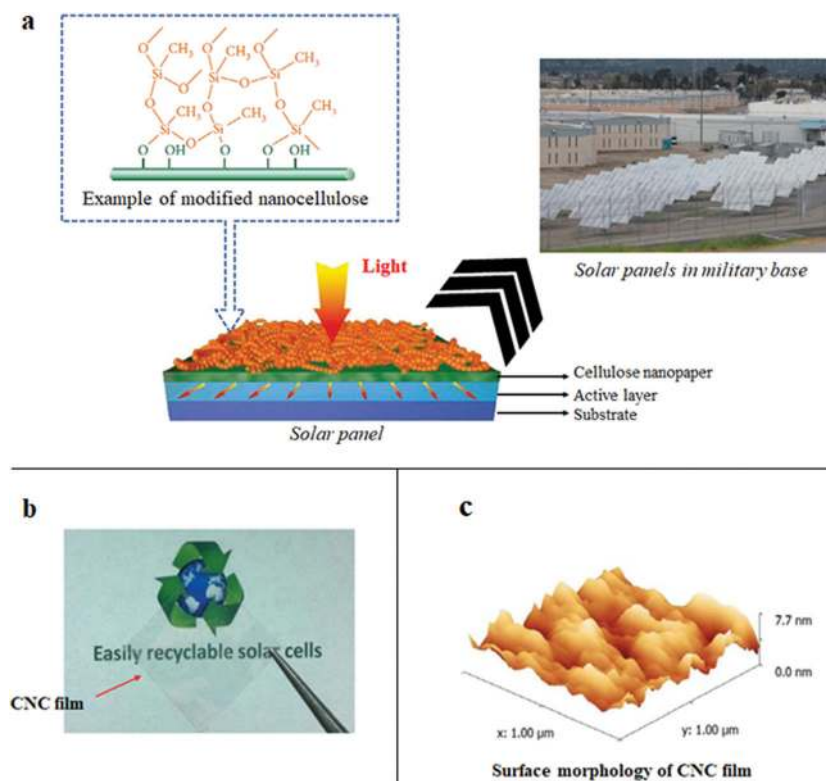 a
O
O
O
CH3
CH3
Si
Si
Si
O
O
O
O
O
CH3
CH3
CH3
Si
Si
Si
O
O
O
OH
O
O
OH
Example of modified nanocellulose
Light
Solar panels in military base
Cellulose nanopaper
Active layer
Substrate
Solar panel
b
Easily recyclable solar cells
CNC film
c
7.7 nm
0.0 nm
x: 1.00 µm
y: 1.00 µm
Surface morphology of CNC film